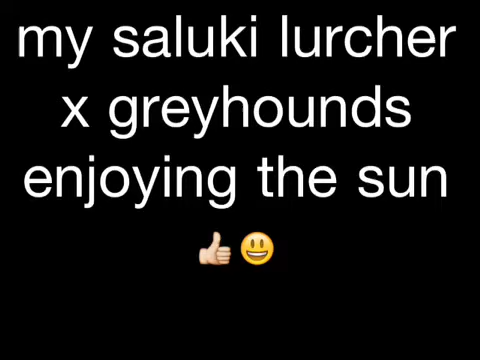 my saluki lurcher
x greyhounds
enjoying the sun
👍🏻😃